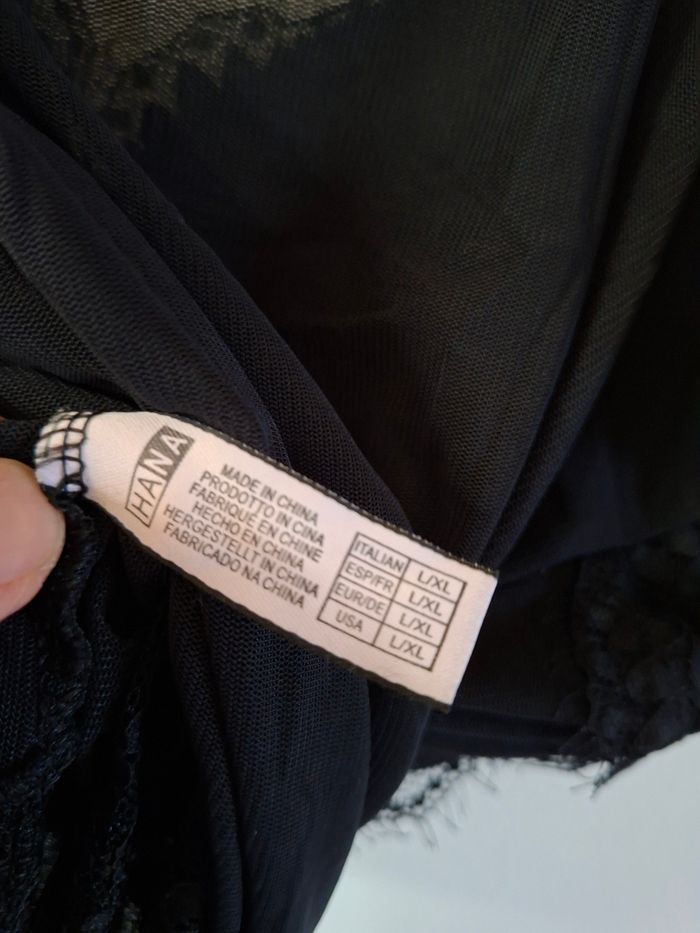 HANA
MADE IN CHINA
PRODOTTO IN CINA
FABRIQUE EN CHINE
HECHO EN CHINA
HERGESTELLT IN CHINA
FABRICADO NA CHINA
ITALIAN L/XL
ESP/FR L/XL
EUR/DE L/XL
USA L/XL